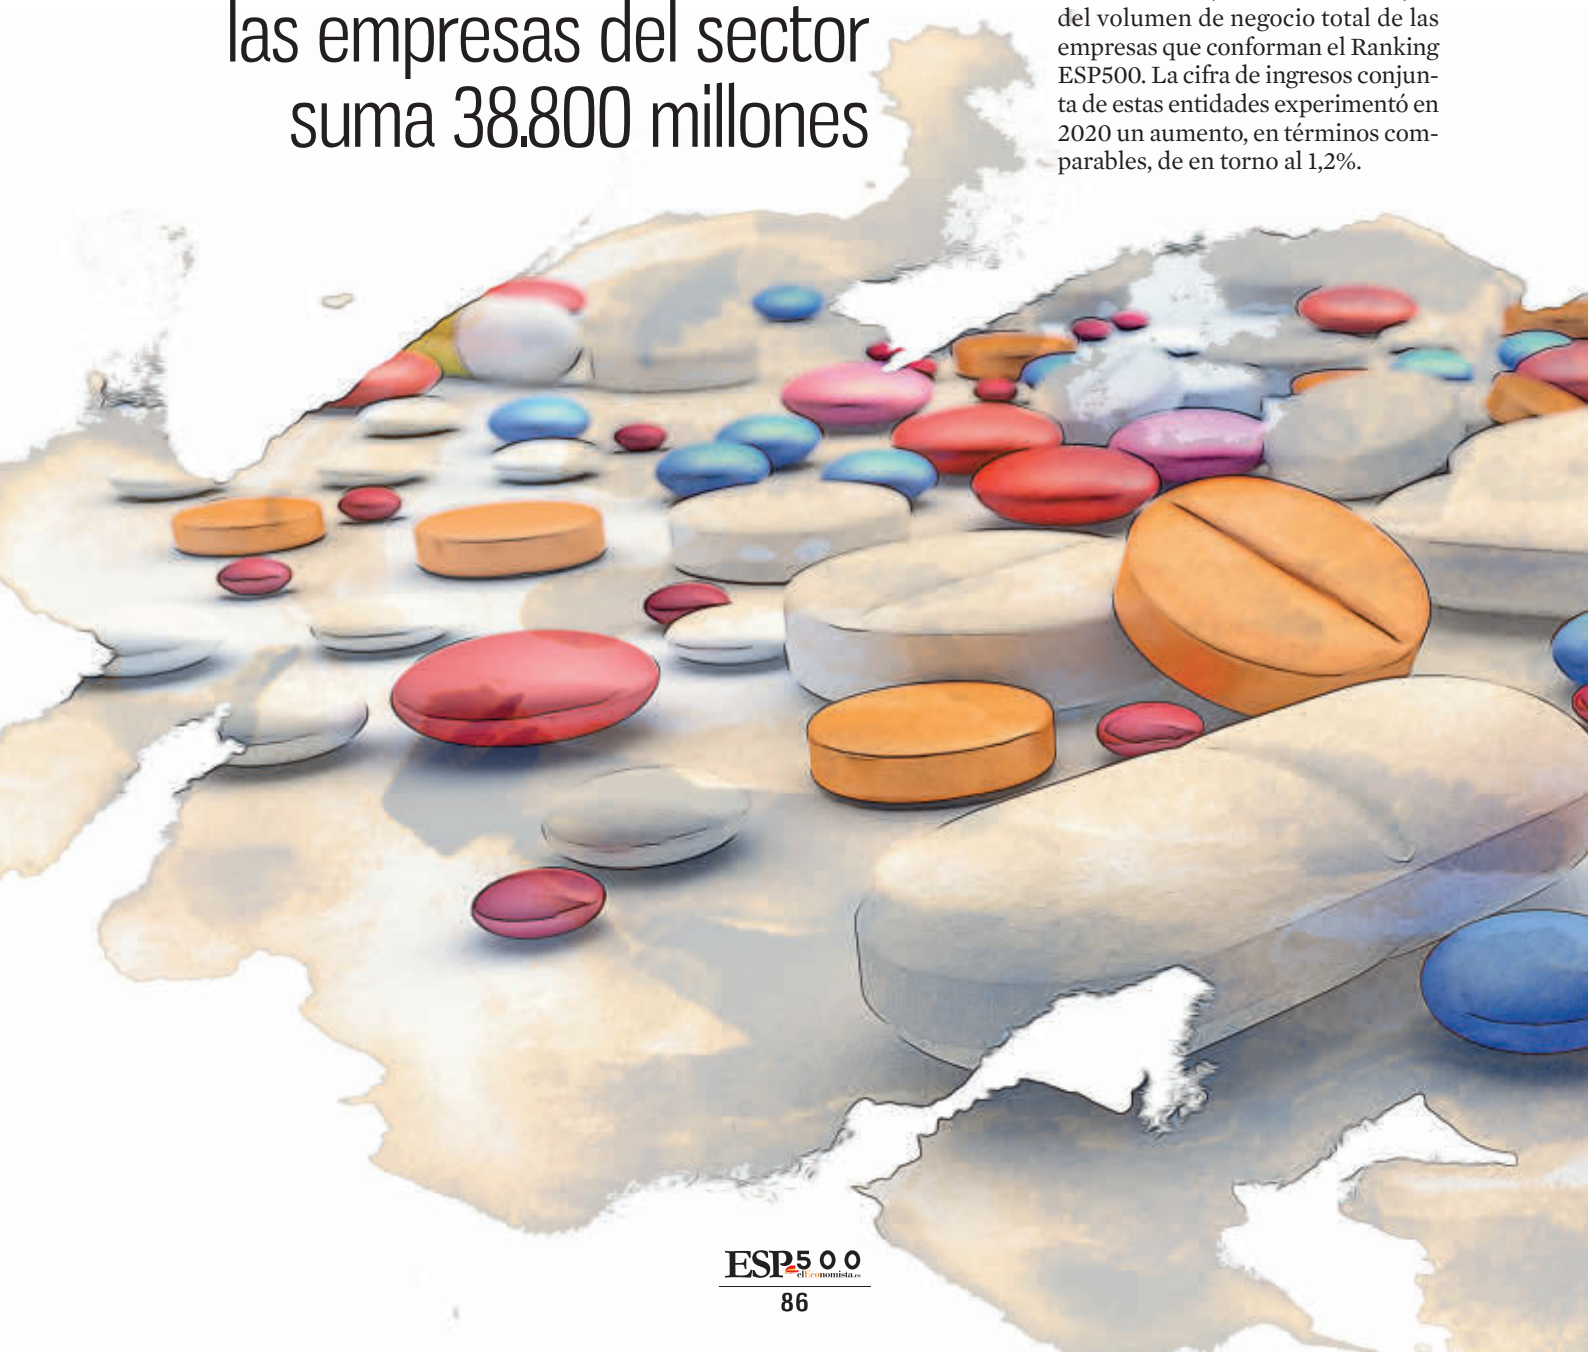 las empresas del sector
suma 38.800 millones
del volumen de negocio total de las
empresas que conforman el Ranking
ESP500. La cifra de ingresos conjun-
ta de estas entidades experimentó en
2020 un aumento, en términos com-
parables, de en torno al 1,2%.
ESP500
elEconomista.es
86